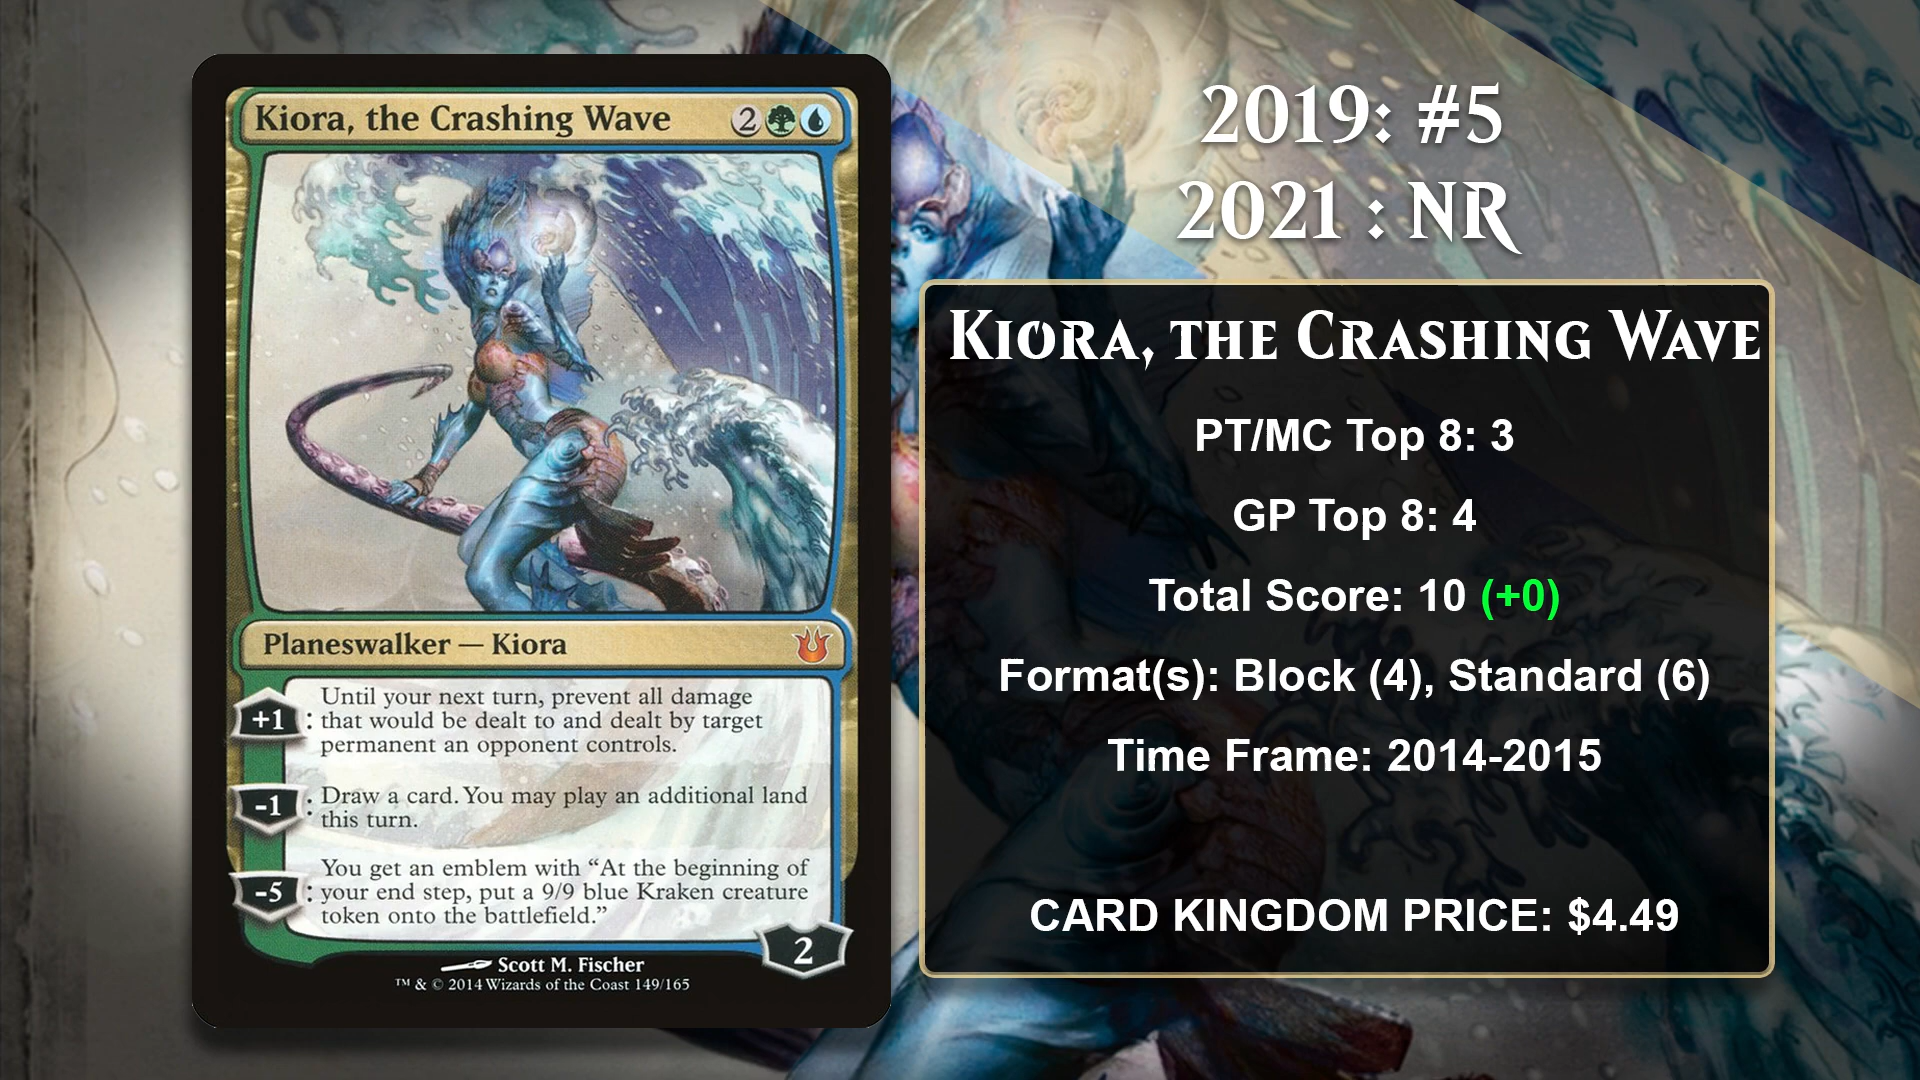 Kiora, the Crashing Wave 2
Planeswalker — Kiora
+1: Until your next turn, prevent all damage
that would be dealt to and dealt by target
permanent an opponent controls.
-1: Draw a card. You may play an additional land
this turn.
-5: You get an emblem with “At the beginning of
your end step, put a 9/9 blue Kraken creature
token onto the battlefield.”
2
Scott M. Fischer
™ & © 2014 Wizards of the Coast 149/165
2019: #5
2021 : NR
Kiora, the Crashing Wave
PT/MC Top 8: 3
GP Top 8: 4
Total Score: 10 (+0)
Format(s): Block (4), Standard (6)
Time Frame: 2014-2015
CARD KINGDOM PRICE: $4.49